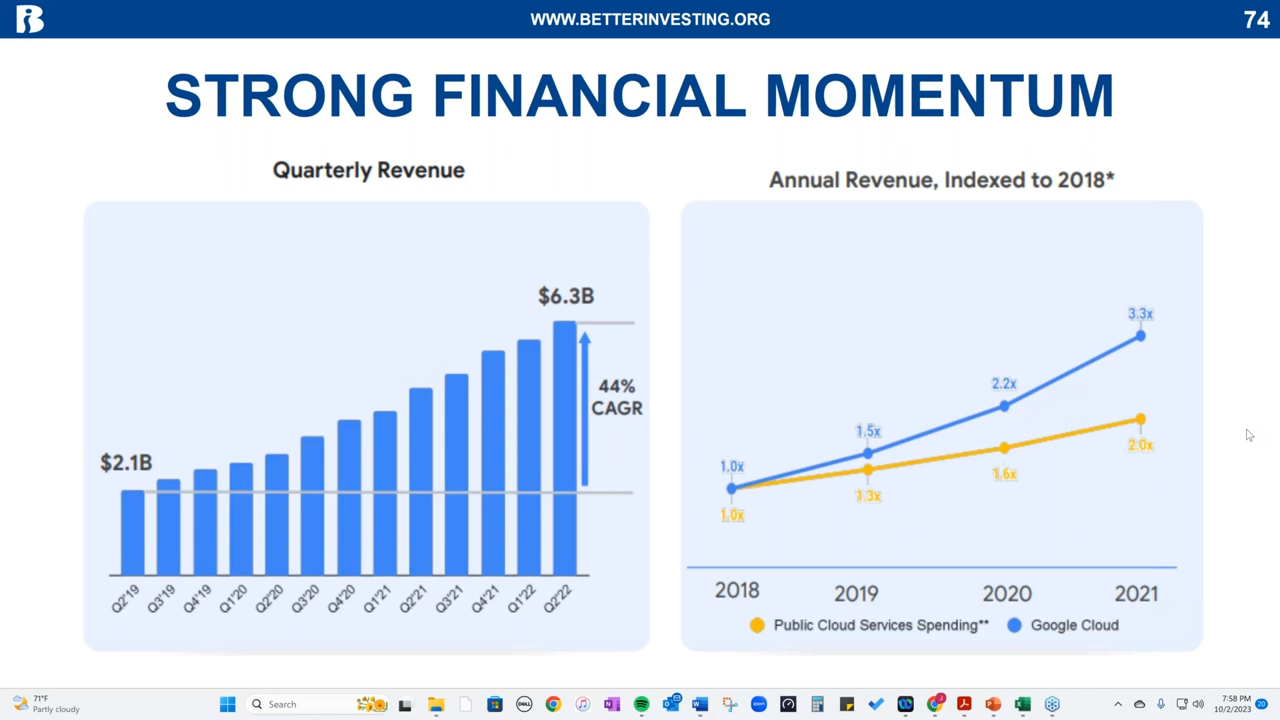 WWW.BETTERINVESTING.ORG
74
STRONG FINANCIAL MOMENTUM
Quarterly Revenue
$6.3B
44%
CAGR
$2.1B
Q2'19 Q3'19 Q4'19 Q1'20 Q2'20 Q3'20 Q4'20 Q1'21 Q2'21 Q3'21 Q4'21 Q1'22 Q2'22
Annual Revenue, Indexed to 2018*
3.3x
2.2x
1.5x
1.0x
2.0x
1.6x
1.3x
1.0x
2018 2019 2020 2021
Public Cloud Services Spending** Google Cloud
71°F
Partly cloudy
Search
DELL
zoom
7:58 PM
10/2/2023
20